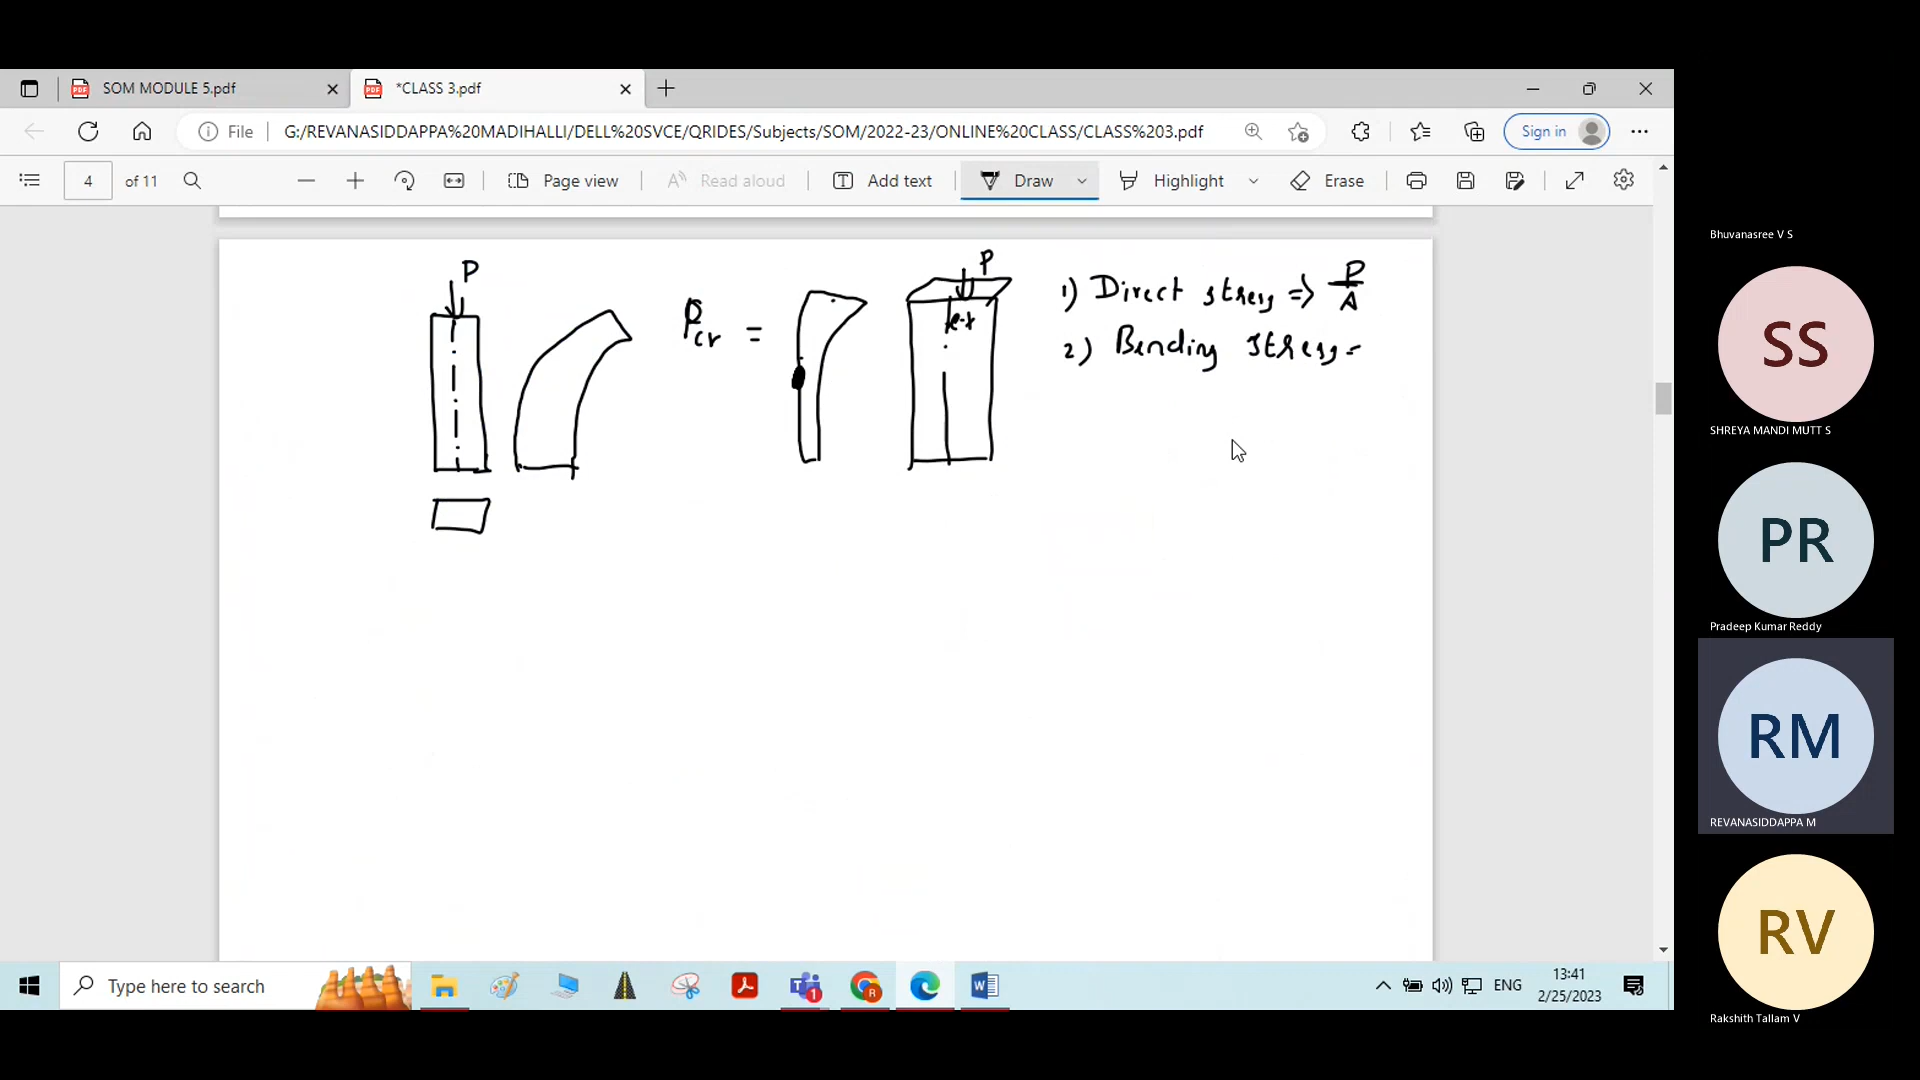 SOM MODULE 5.pdf
*CLASS 3.pdf
File
G:/REVANASIDDAPPA%20MADIHALLI/DELL%20SVCE/QRIDES/Subjects/SOM/2022-23/ONLINE%20CLASS/CLASS%203.pdf
Sign in
4 of 11
Page view
Read aloud
Add text
Draw
Highlight
Erase
P
Pcr =
P
e.x
1) Direct stress => P/A
2) Bending stress =
Bhuvanasree V S
SS
SHREYA MANDI MUTT S
PR
Pradeep Kumar Reddy
RM
REVANASIDDAPPA M
RV
Rakshith Tallam V
Type here to search
1
R
W
ENG
13:41
2/25/2023